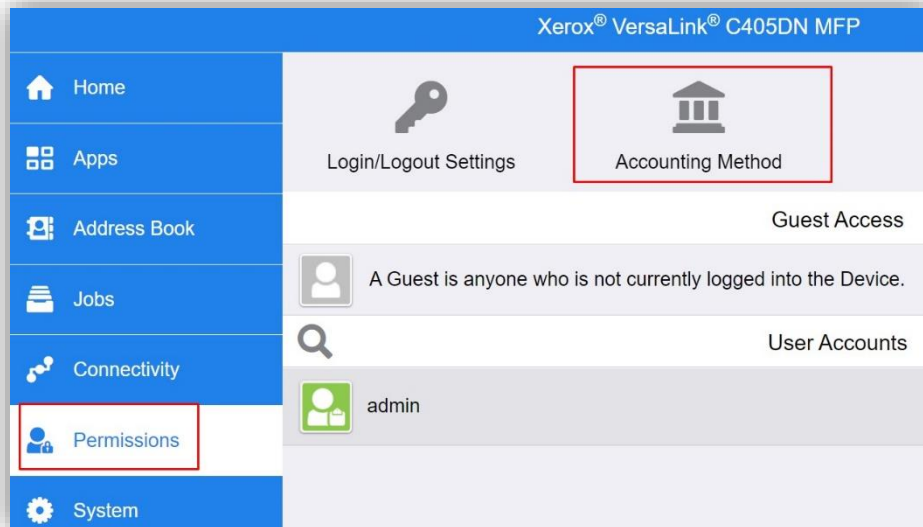 Xerox® VersaLink® C405DN MFP
Home
Apps
Address Book
Jobs
Connectivity
Permissions
System
Login/Logout Settings
Accounting Method
Guest Access
A Guest is anyone who is not currently logged into the Device.
User Accounts
admin